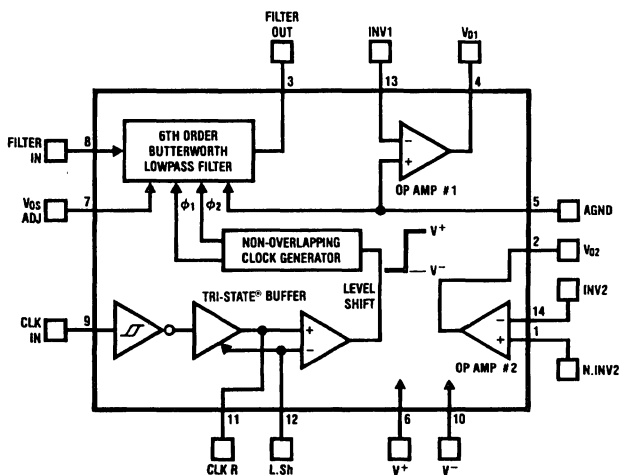 FILTER
OUT
INV1
VO1
3
13
4
FILTER
IN
8
6TH ORDER
BUTTERWORTH
LOWPASS FILTER
−
+
OP AMP #1
VOS
ADJ
7
ϕ1
ϕ2
5
AGND
NON-OVERLAPPING
CLOCK GENERATOR
V+
V−
LEVEL
SHIFT
2
VO2
TRI-STATE® BUFFER
INV2
CLK
IN
9
+
−
14
−
1
+
OP AMP #2
N.INV2
11
12
6
10
CLK R
L.Sh
V+
V−